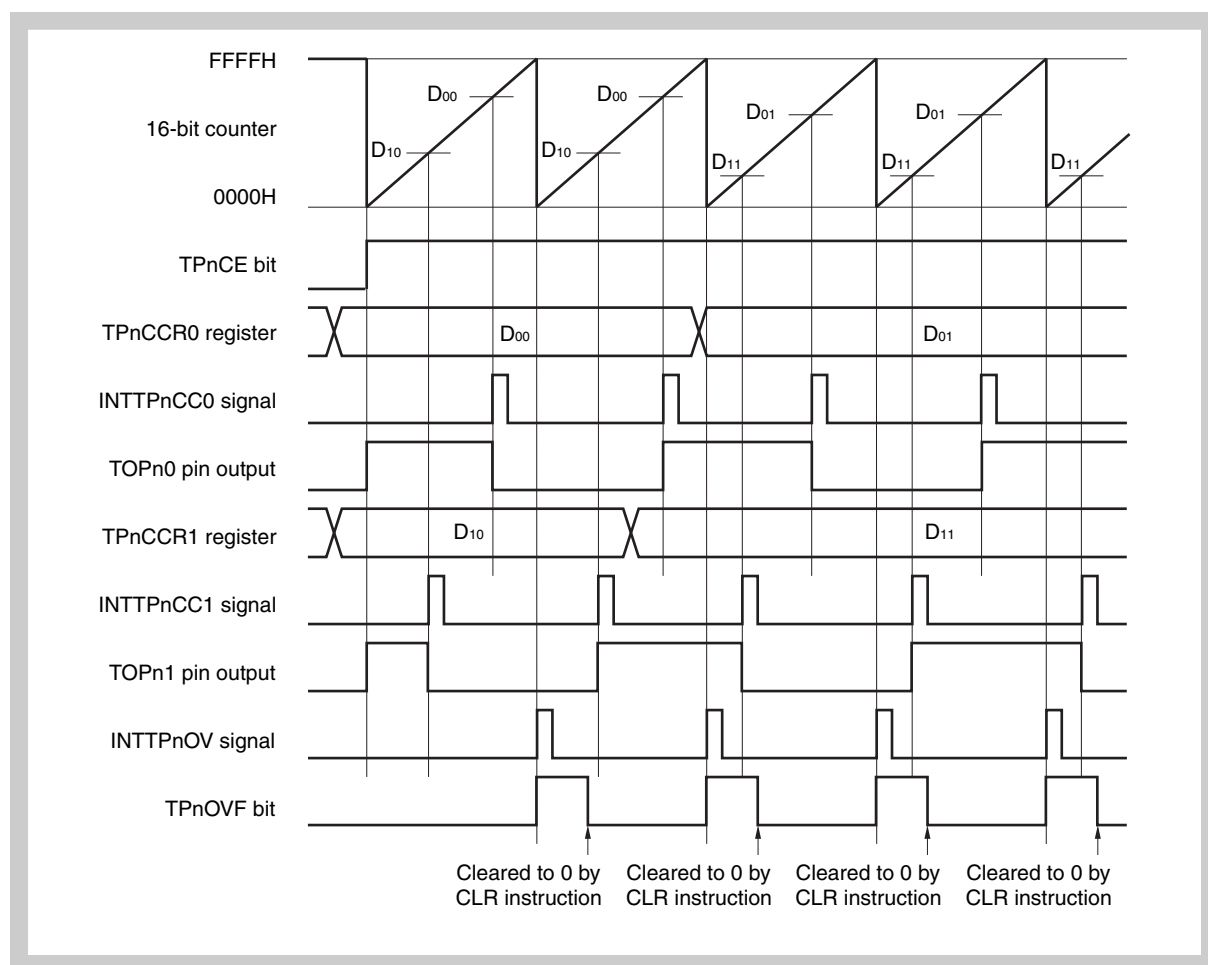 FFFFH
D00 D00
D01 D01
16-bit counter
D10 D10
D11 D11 D11
0000H
TPnCE bit
TPnCCR0 register
D00 D01
INTTPnCC0 signal
TOPn0 pin output
TPnCCR1 register
D10 D11
INTTPnCC1 signal
TOPn1 pin output
INTTPnOV signal
TPnOVF bit
Cleared to 0 by
CLR instruction
Cleared to 0 by
CLR instruction
Cleared to 0 by
CLR instruction
Cleared to 0 by
CLR instruction